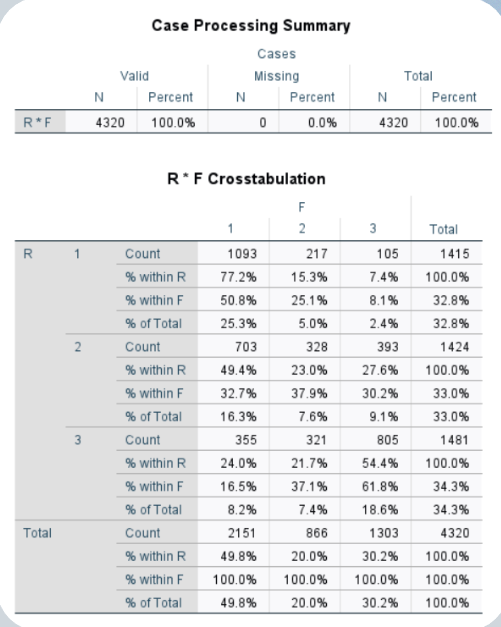 Case Processing Summary
Cases
Valid Missing Total
N Percent N Percent N Percent
R * F 4320 100.0% 0 0.0% 4320 100.0%
R * F Crosstabulation
F
1 2 3 Total
R 1 Count 1093 217 105 1415
% within R 77.2% 15.3% 7.4% 100.0%
% within F 50.8% 25.1% 8.1% 32.8%
% of Total 25.3% 5.0% 2.4% 32.8%
2 Count 703 328 393 1424
% within R 49.4% 23.0% 27.6% 100.0%
% within F 32.7% 37.9% 30.2% 33.0%
% of Total 16.3% 7.6% 9.1% 33.0%
3 Count 355 321 805 1481
% within R 24.0% 21.7% 54.4% 100.0%
% within F 16.5% 37.1% 61.8% 34.3%
% of Total 8.2% 7.4% 18.6% 34.3%
Total Count 2151 866 1303 4320
% within R 49.8% 20.0% 30.2% 100.0%
% within F 100.0% 100.0% 100.0% 100.0%
% of Total 49.8% 20.0% 30.2% 100.0%